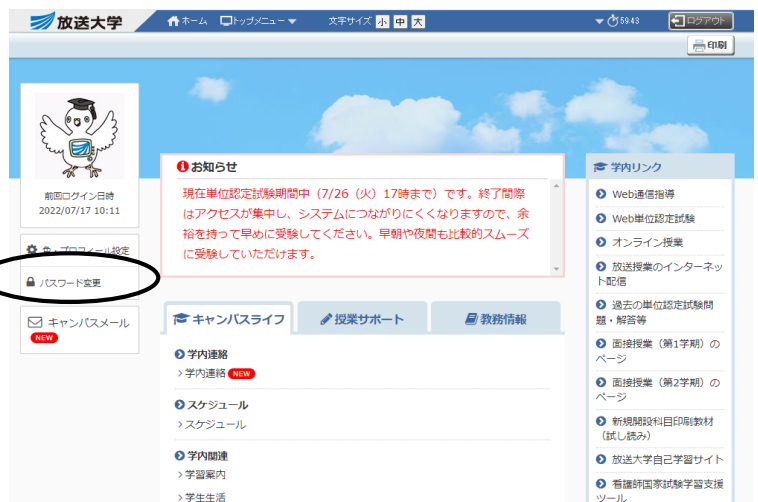 放送大学
ホーム トップメニュー 文字サイズ 小 中 大 59:43 ログアウト
印刷
前回ログイン日時
2022/07/17 10:11
色・プロフィール設定
パスワード変更
キャンパスメール
NEW
お知らせ
現在単位認定試験期間中（7/26（火）17時まで）です。終了間際
はアクセスが集中し、システムにつながりにくくなりますので、余
裕を持って早めに受験してください。早朝や夜間も比較的スムーズ
に受験していただけます。
キャンパスライフ 授業サポート 教務情報
学内連絡
学内連絡 NEW
スケジュール
スケジュール
学内関連
学習案内
学生生活
学内リンク
Web通信指導
Web単位認定試験
オンライン授業
放送授業のインターネッ
ト配信
過去の単位認定試験問
題・解答等
面接授業（第1学期）の
ページ
面接授業（第2学期）の
ページ
新規開設科目印刷教材
（試し読み）
放送大学自己学習サイト
看護師国家試験学習支援
ツール